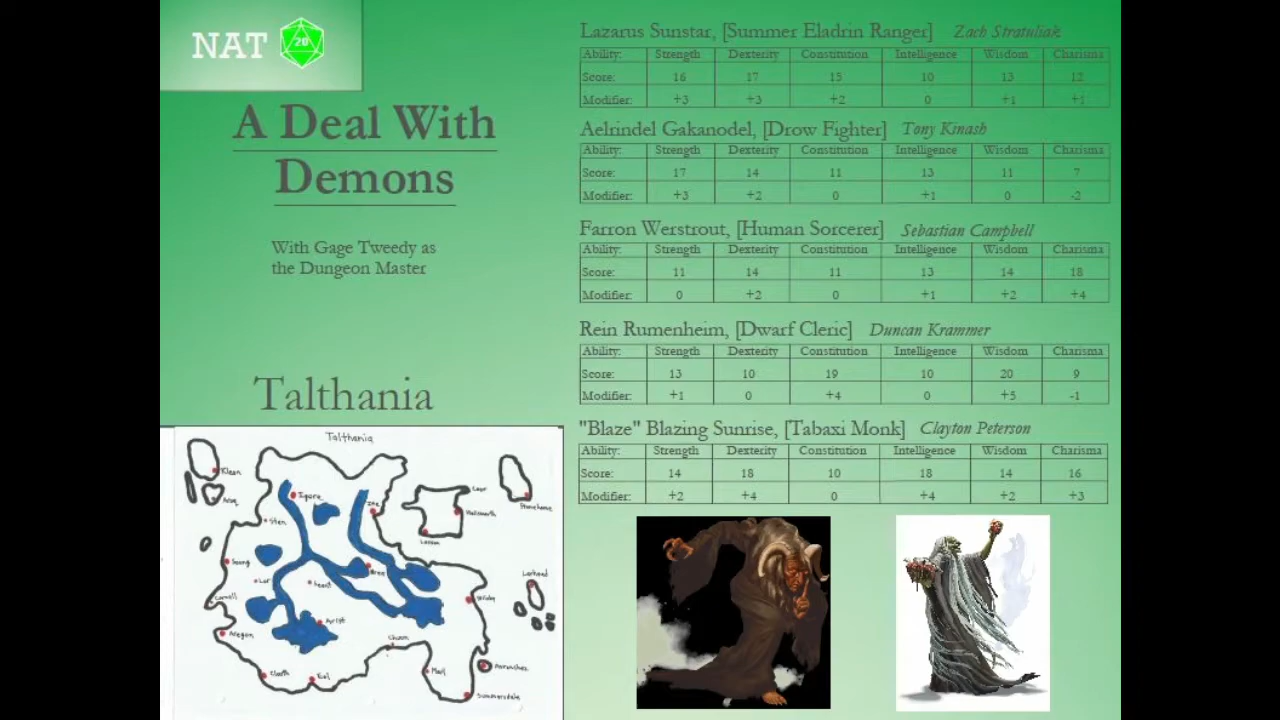 NAT 20
A Deal With
Demons
With Gage Tweedy as
the Dungeon Master
Talthania
Talthania
Kleen
Sten
Lor
Arist
Stonehome
Summersdale
Lazarus Sunstar, [Summer Eladrin Ranger] Zach Stratuliak
Ability: Strength Dexterity Constitution Intelligence Wisdom Charisma
Score: 16 17 15 10 13 12
Modifier: +3 +3 +2 0 +1 +1
Aelrindel Gakanodel, [Drow Fighter] Tony Kinash
Ability: Strength Dexterity Constitution Intelligence Wisdom Charisma
Score: 17 14 11 13 11 7
Modifier: +3 +2 0 +1 0 -2
Farron Werstrout, [Human Sorcerer] Sebastian Campbell
Ability: Strength Dexterity Constitution Intelligence Wisdom Charisma
Score: 11 14 11 13 14 18
Modifier: 0 +2 0 +1 +2 +4
Rein Rumenheim, [Dwarf Cleric] Duncan Krammer
Ability: Strength Dexterity Constitution Intelligence Wisdom Charisma
Score: 13 10 19 10 20 9
Modifier: +1 0 +4 0 +5 -1
"Blaze" Blazing Sunrise, [Tabaxi Monk] Clayton Peterson
Ability: Strength Dexterity Constitution Intelligence Wisdom Charisma
Score: 14 18 10 18 14 16
Modifier: +2 +4 0 +4 +2 +3